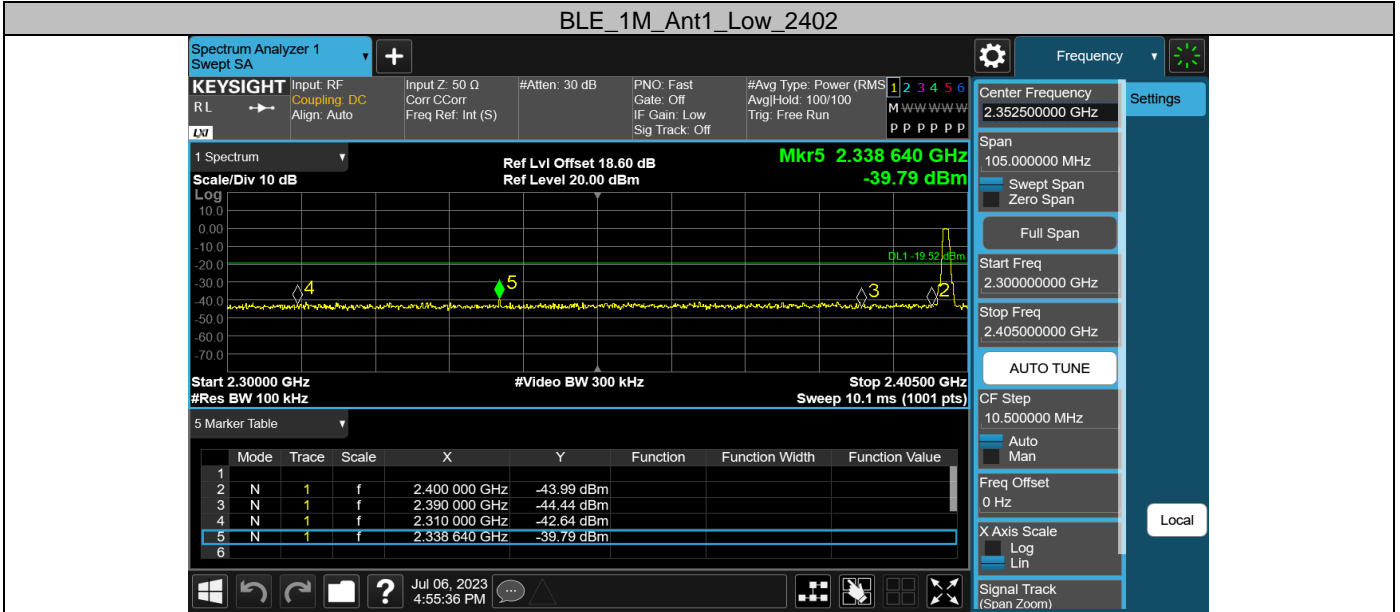 BLE_1M_Ant1_Low_2402
Spectrum Analyzer 1
Swept SA
Frequency
KEYSIGHT
Input: RF
Input Z: 50 Ω
#Atten: 30 dB
PNO: Fast
#Avg Type: Power (RMS
1 2 3 4 5 6
R L
Coupling: DC
Corr CCorr
Gate: Off
Avg|Hold: 100/100
M W W W W W
Align: Auto
Freq Ref: Int (S)
IF Gain: Low
Trig: Free Run
Sig Track: Off
P P P P P P
LXI
1 Spectrum
Ref Lvl Offset 18.60 dB
Mkr5 2.338 640 GHz
Scale/Div 10 dB
Ref Level 20.00 dBm
-39.79 dBm
Log
10.0
0.00
-10.0
-20.0
-30.0
-40.0
-50.0
-60.0
-70.0
DL1 -19.52 dBm
4
5
3
2
Start 2.30000 GHz
#Video BW 300 kHz
Stop 2.40500 GHz
#Res BW 100 kHz
Sweep 10.1 ms (1001 pts)
5 Marker Table
Mode Trace Scale X Y Function Function Width Function Value
1
2 N 1 f 2.400 000 GHz -43.99 dBm
3 N 1 f 2.390 000 GHz -44.44 dBm
4 N 1 f 2.310 000 GHz -42.64 dBm
5 N 1 f 2.338 640 GHz -39.79 dBm
6
Center Frequency
2.352500000 GHz
Settings
Span
105.000000 MHz
Swept Span
Zero Span
Full Span
Start Freq
2.300000000 GHz
Stop Freq
2.405000000 GHz
AUTO TUNE
CF Step
10.500000 MHz
Auto
Man
Freq Offset
0 Hz
Local
X Axis Scale
Log
Lin
Signal Track
(Span Zoom)
?
Jul 06, 2023
4:55:36 PM